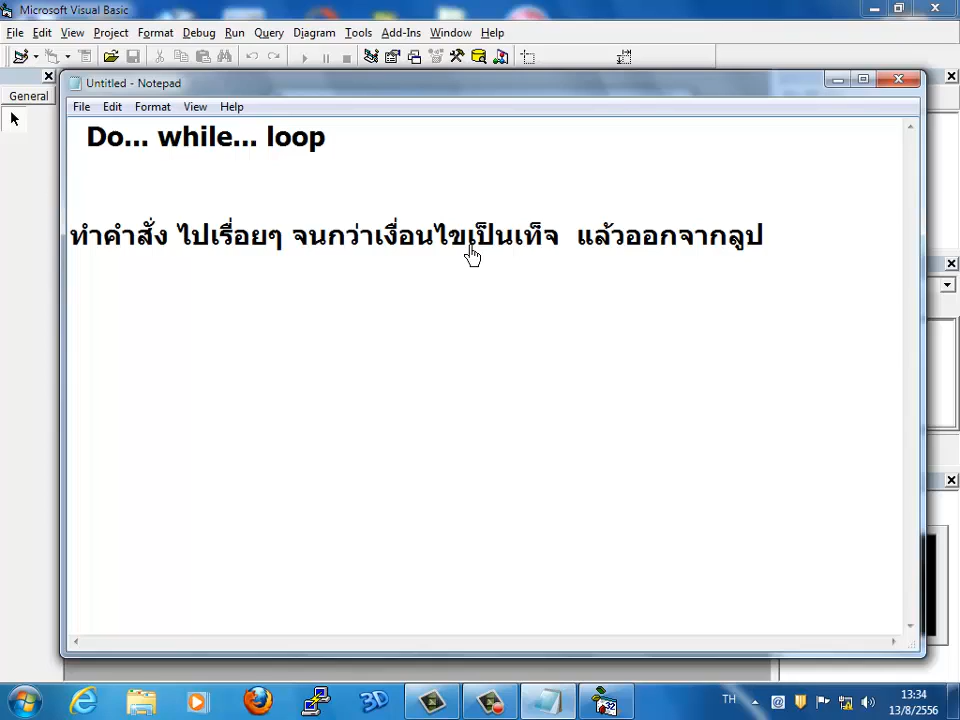 Microsoft Visual Basic
File Edit View Project Format Debug Run Query Diagram Tools Add-Ins Window Help
General
Untitled - Notepad
File Edit Format View Help
Do... while... loop
ทำคำสั่ง ไปเรื่อยๆ จนกว่าเงื่อนไขเป็นเท็จ แล้วออกจากลูป
3D
32
TH
13:34
13/8/2556